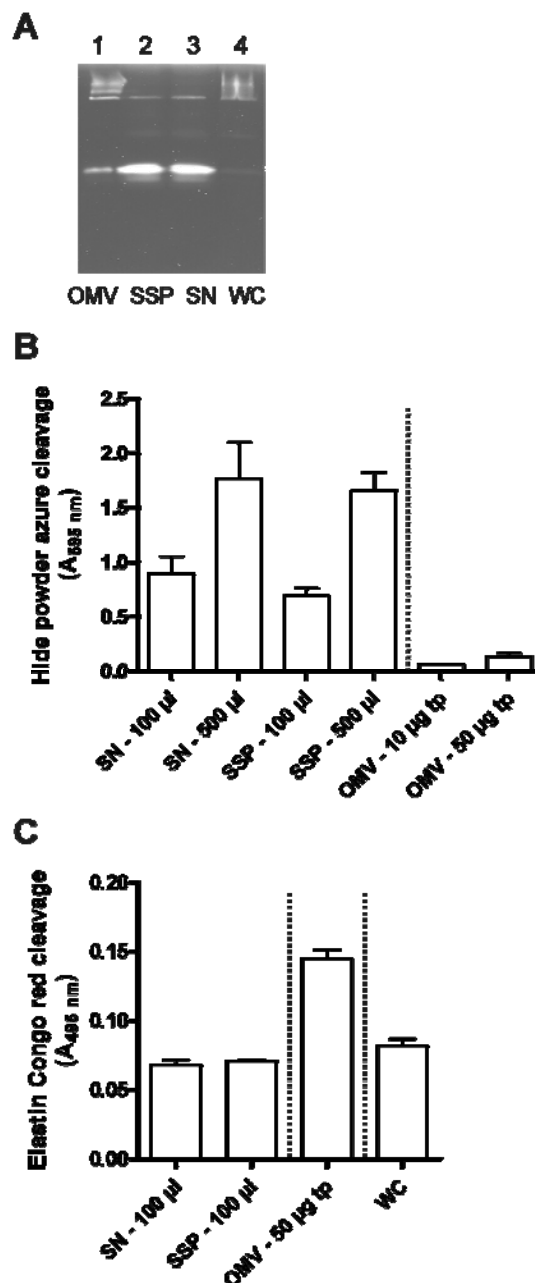 A
1 2 3 4
OMV SSP SN WC
B
Hide powder azure cleavage
(A595 nm)
2.5
2.0
1.5
1.0
0.5
0.0
SN - 100 µl
SN - 500 µl
SSP - 100 µl
SSP - 500 µl
OMV - 10 µg tp
OMV - 50 µg tp
C
Elastin Congo red cleavage
(A495 nm)
0.20
0.15
0.10
0.05
0.00
SN - 100 µl
SSP - 100 µl
OMV - 50 µg tp
WC